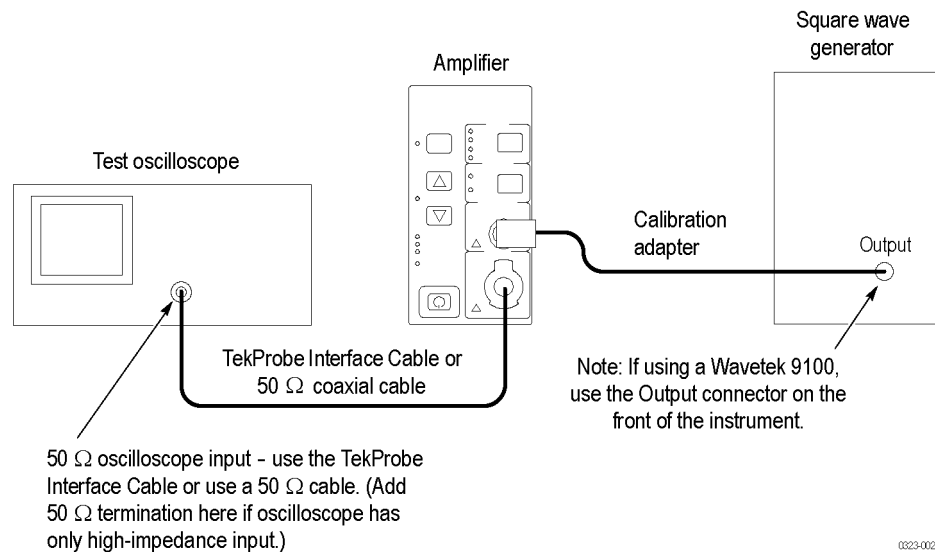 Square wave
generator
Amplifier
Test oscilloscope
Calibration
adapter
Output
TekProbe Interface Cable or
50 Ω coaxial cable
Note: If using a Wavetek 9100,
use the Output connector on the
front of the instrument.
50 Ω oscilloscope input – use the TekProbe
Interface Cable or use a 50 Ω cable. (Add
50 Ω termination here if oscilloscope has
only high-impedance input.)
0323-002